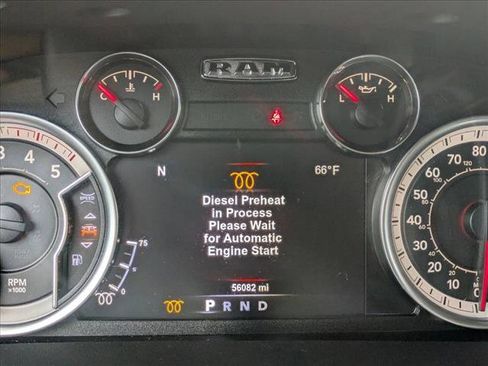 RAM
C H
L H
N
66°F
Diesel Preheat
in Process
Please Wait
for Automatic
Engine Start
56082 mi
P R N D
3 4 5
RPM
x1000
75
0
80
70
60
50
40
30
20
10